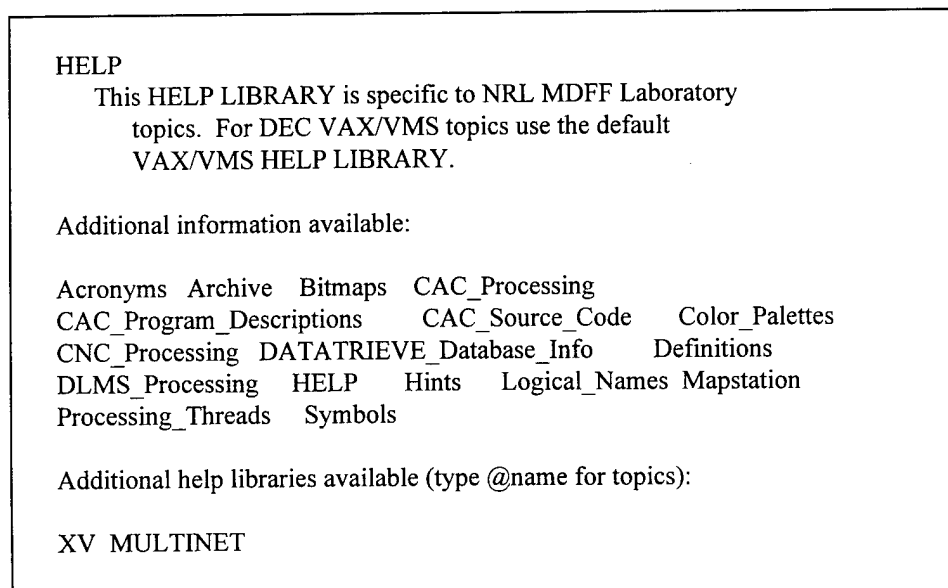 HELP
This HELP LIBRARY is specific to NRL MDFF Laboratory
topics. For DEC VAX/VMS topics use the default
VAX/VMS HELP LIBRARY.
Additional information available:
Acronyms Archive Bitmaps CAC_Processing
CAC_Program_Descriptions CAC_Source_Code Color_Palettes
CNC_Processing DATATRIEVE_Database_Info Definitions
DLMS_Processing HELP Hints Logical_Names Mapstation
Processing_Threads Symbols
Additional help libraries available (type @name for topics):
XV MULTINET